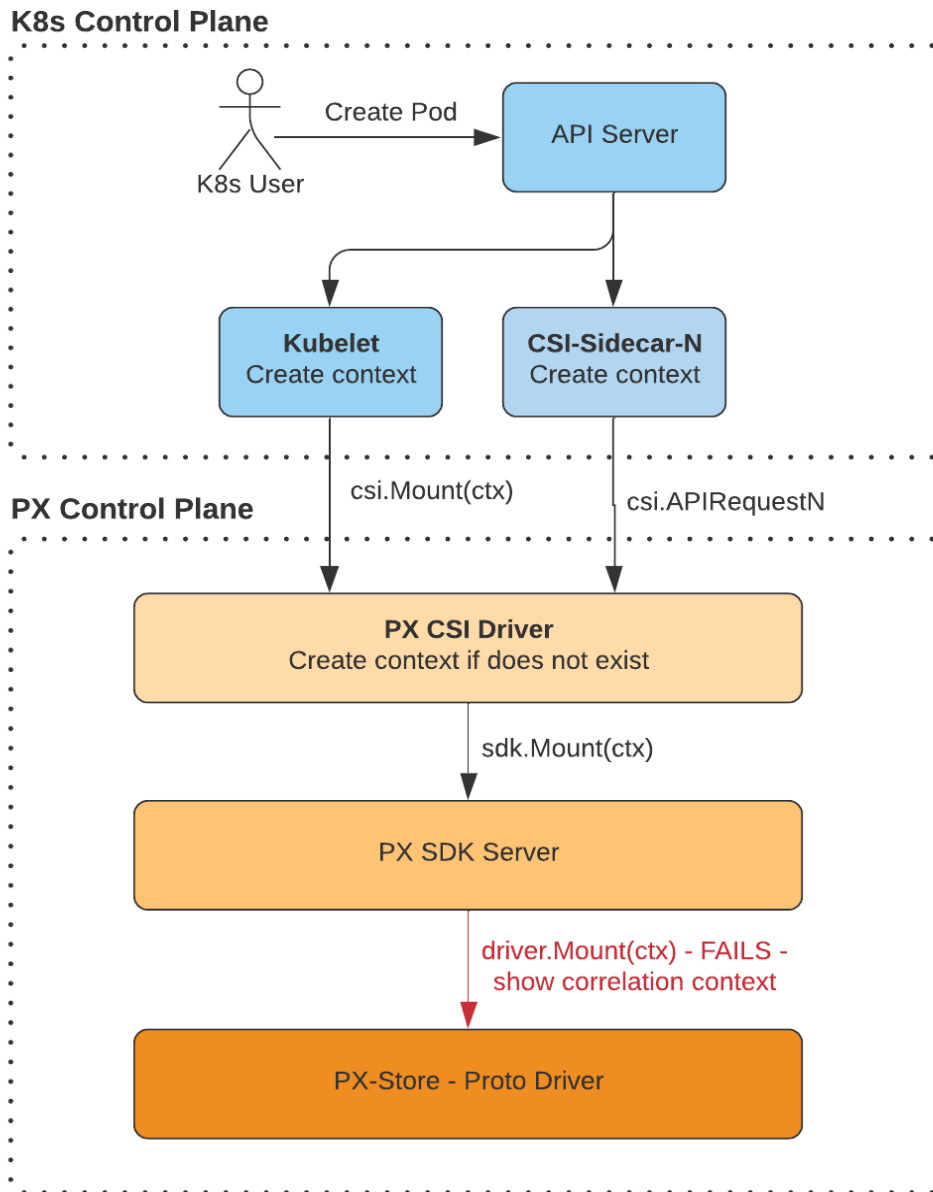 K8s Control Plane
Create Pod
API Server
K8s User
Kubelet
Create context
CSI-Sidecar-N
Create context
csi.Mount(ctx)
csi.APIRequestN
PX Control Plane
PX CSI Driver
Create context if does not exist
sdk.Mount(ctx)
PX SDK Server
driver.Mount(ctx) - FAILS -
show correlation context
PX-Store - Proto Driver